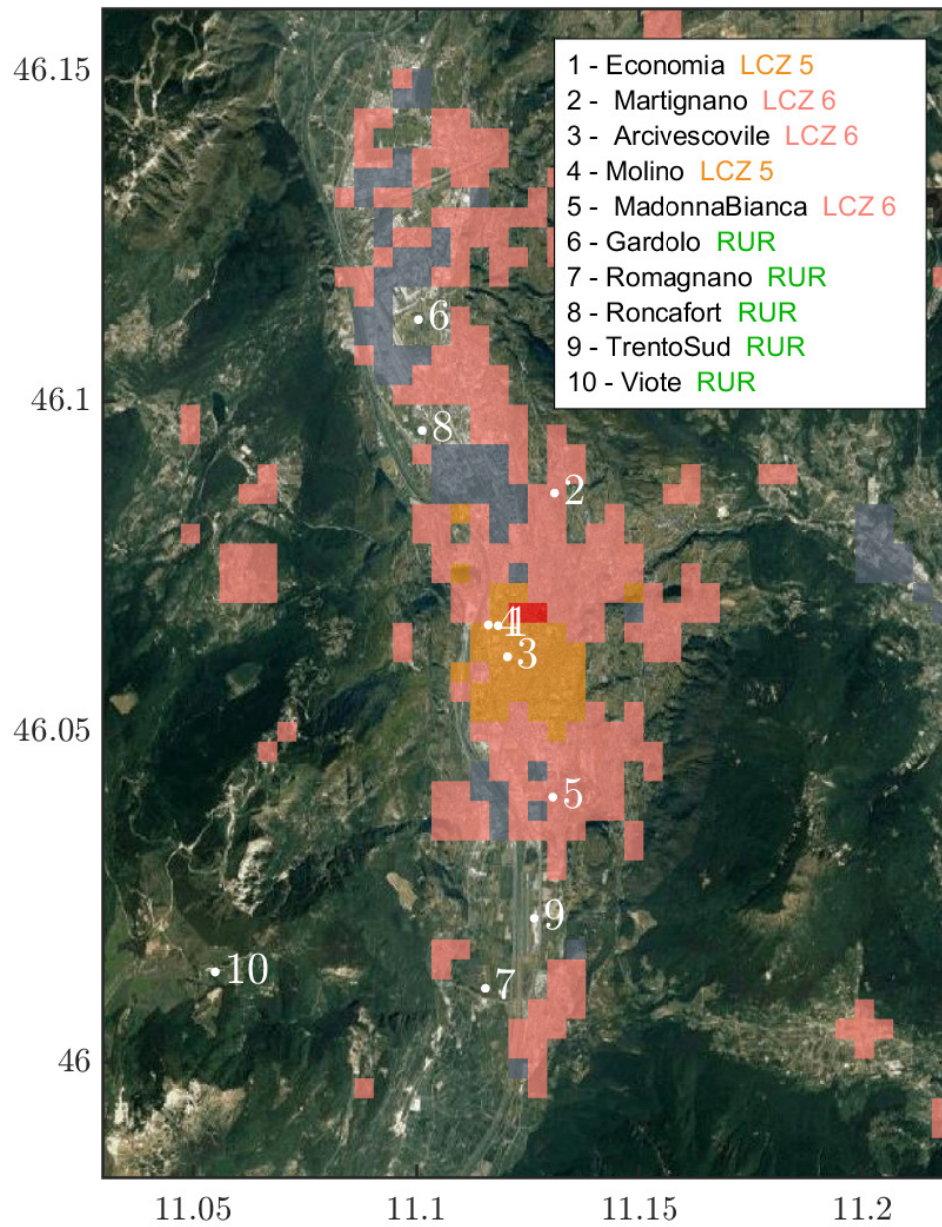 46.15
46.1
46.05
46
1 - Economia LCZ 5
2 - Martignano LCZ 6
3 - Arcivescovile LCZ 6
4 - Molino LCZ 5
5 - MadonnaBianca LCZ 6
6 - Gardolo RUR
7 - Romagnano RUR
8 - Roncafort RUR
9 - TrentoSud RUR
10 - Viote RUR
6
8
2
4
1
3
5
9
10
7
11.05
11.1
11.15
11.2